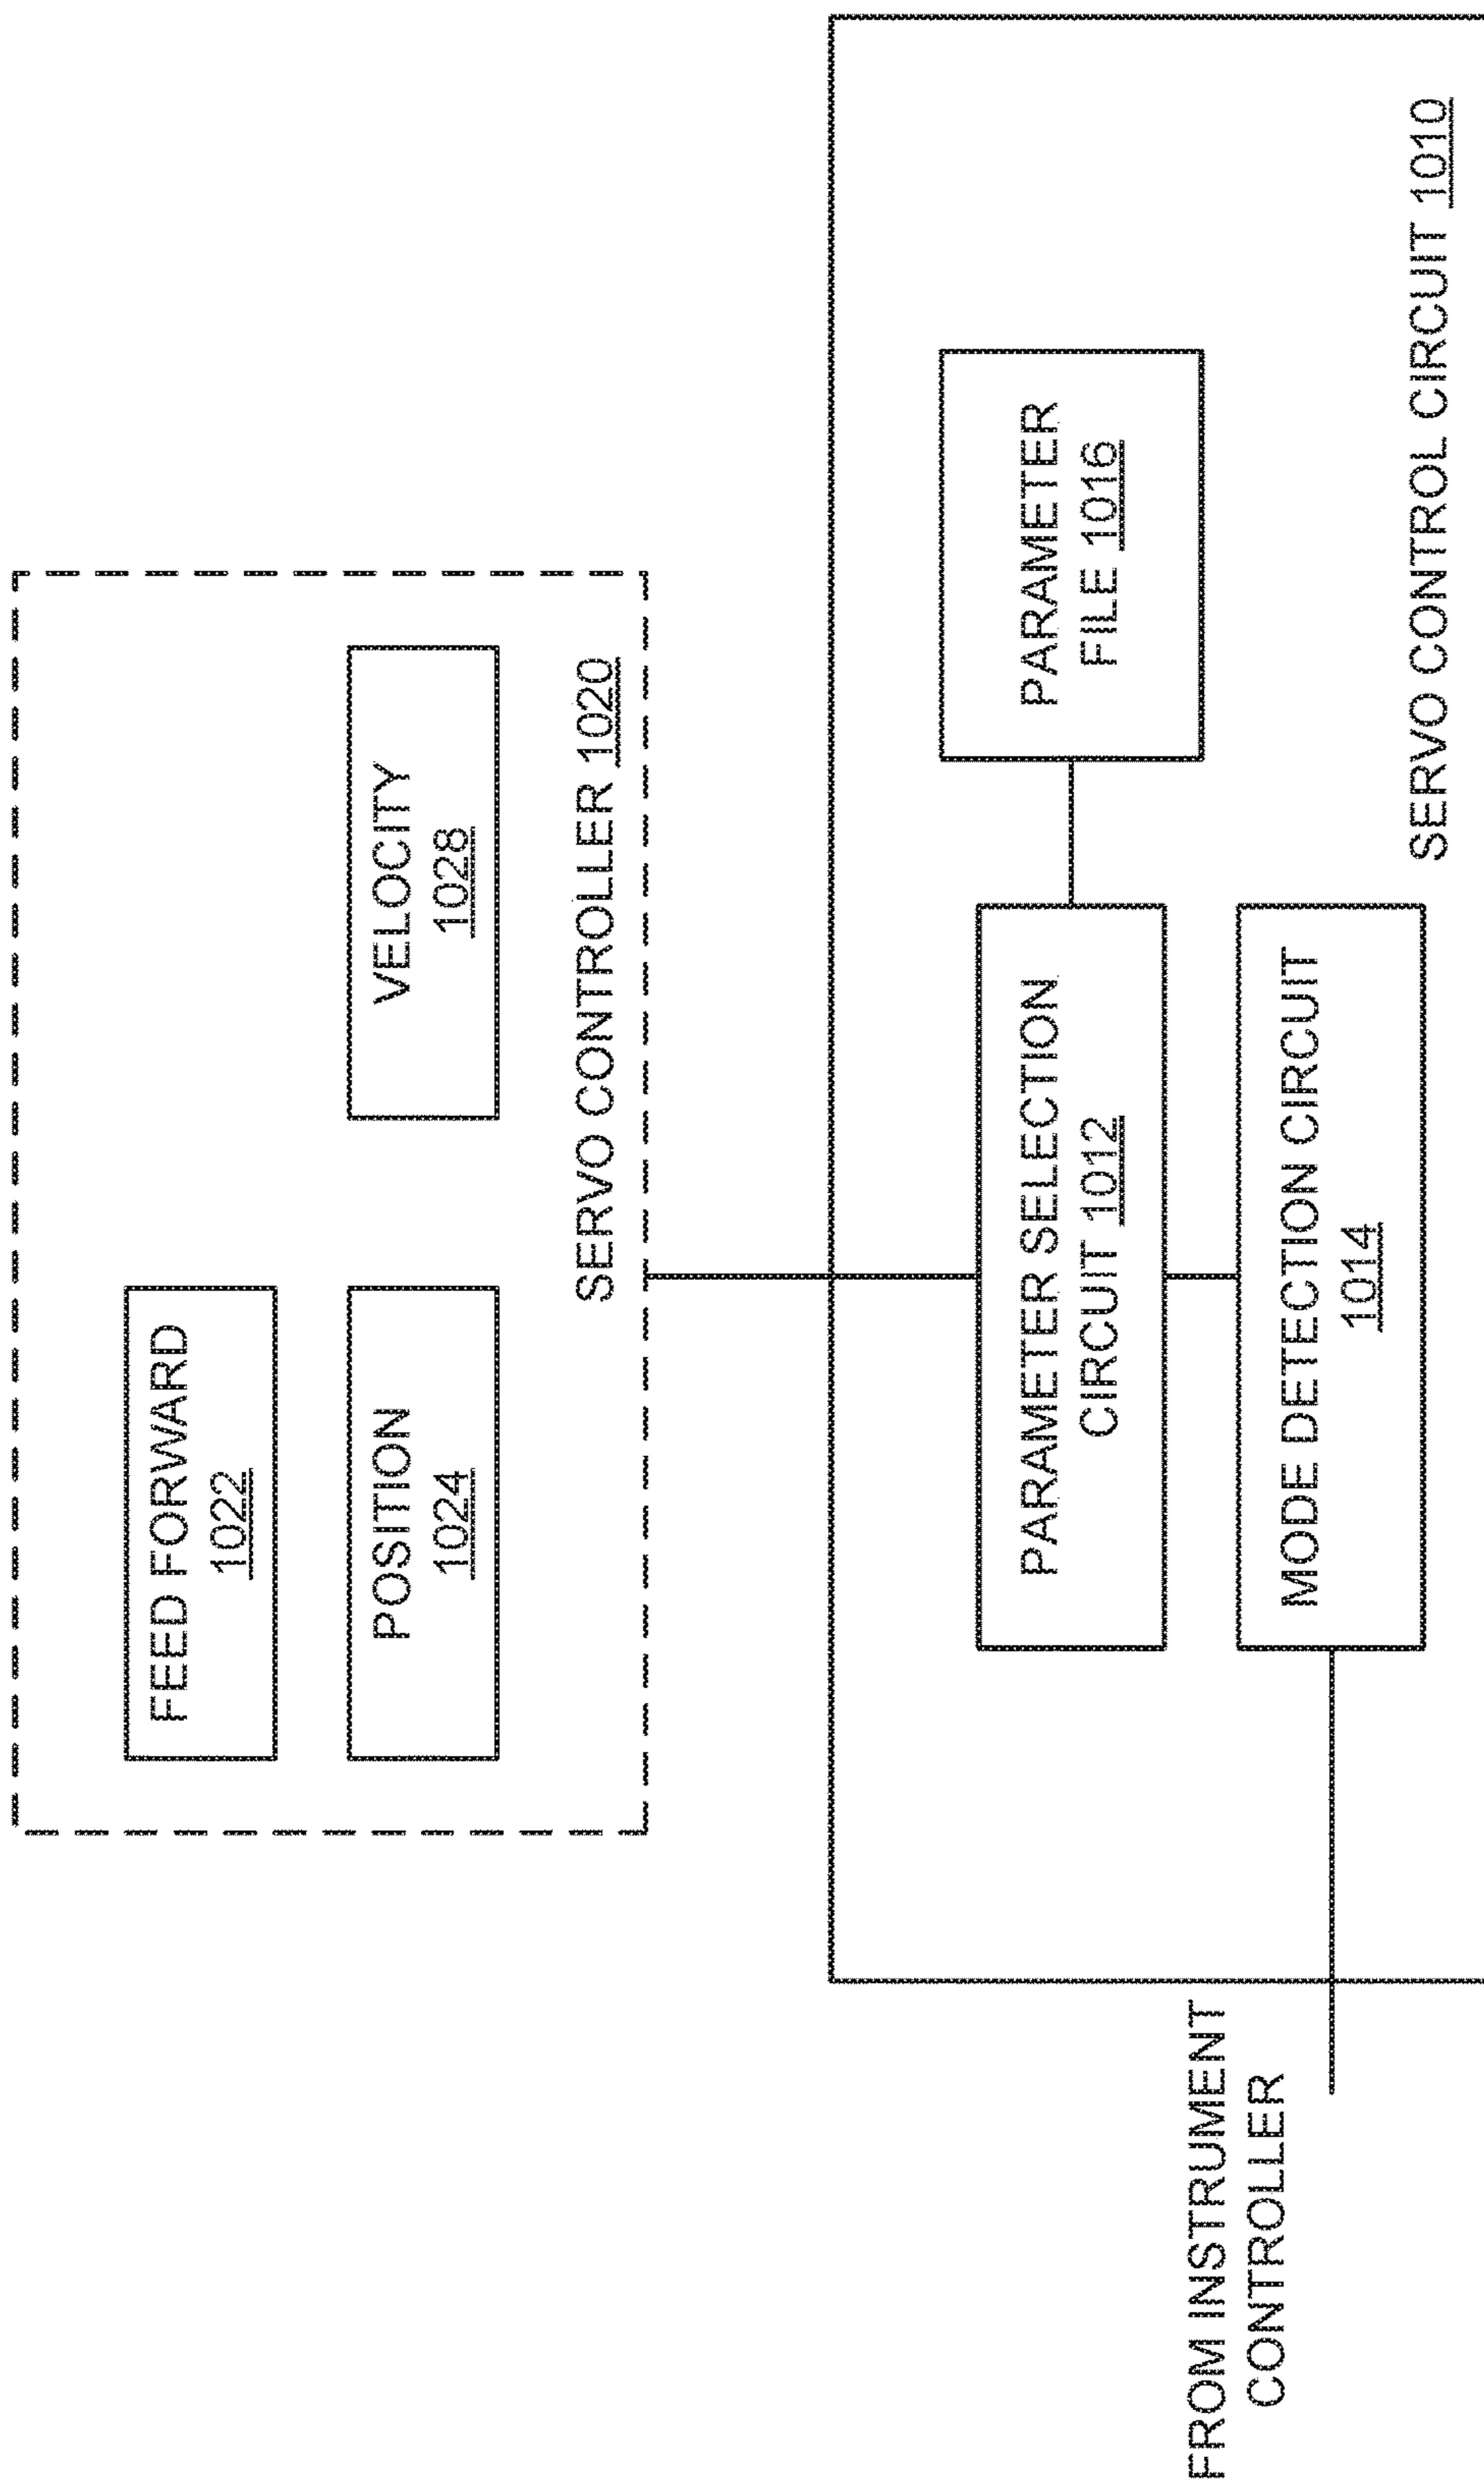 FEED FORWARD
1022
POSITION
1024
VELOCITY
1028
SERVO CONTROLLER 1020
PARAMETER SELECTION
CIRCUIT 1012
PARAMETER
FILE 1016
MODE DETECTION CIRCUIT
1014
FROM INSTRUMENT
CONTROLLER
SERVO CONTROL CIRCUIT 1010